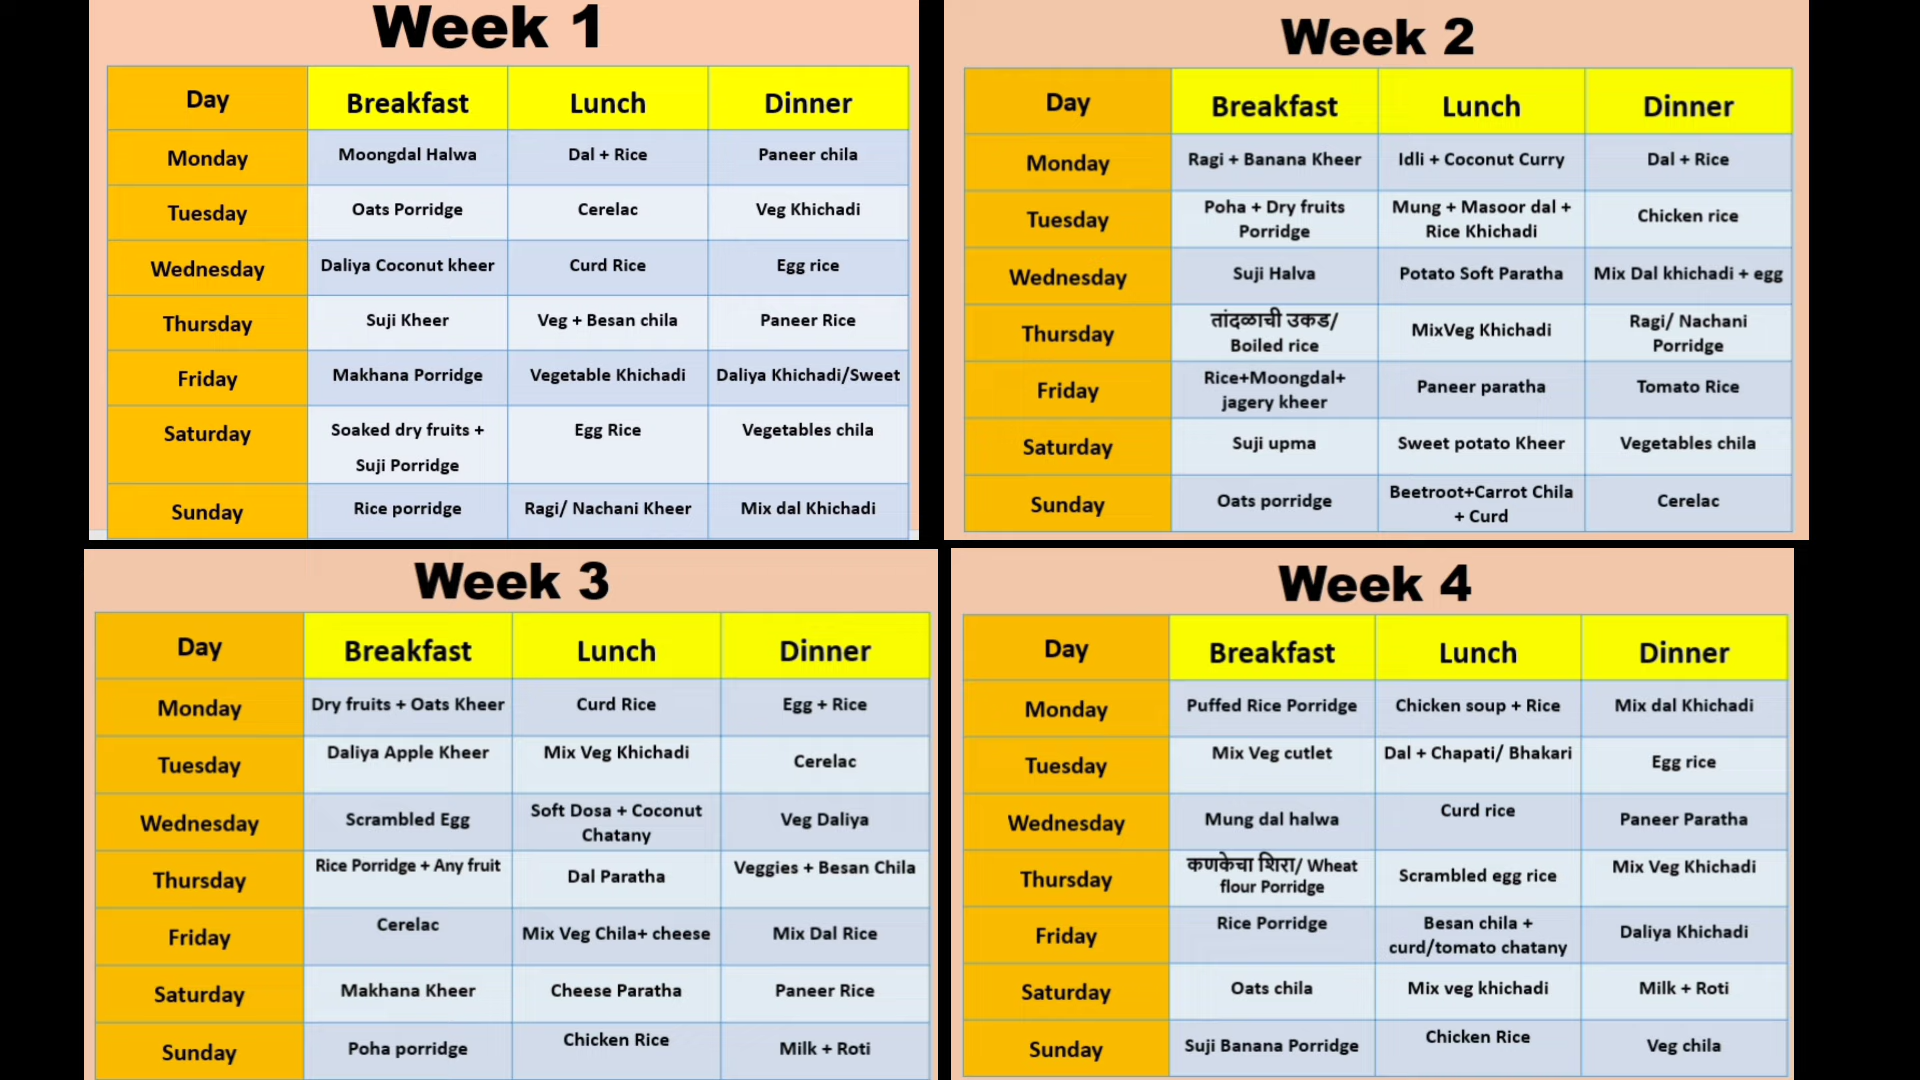 Week 1
Day Breakfast Lunch Dinner
Monday Moongdal Halwa Dal + Rice Paneer chila
Tuesday Oats Porridge Cerelac Veg Khichadi
Wednesday Daliya Coconut kheer Curd Rice Egg rice
Thursday Suji Kheer Veg + Besan chila Paneer Rice
Friday Makhana Porridge Vegetable Khichadi Daliya Khichadi/Sweet
Saturday Soaked dry fruits + Egg Rice Vegetables chila
Suji Porridge
Sunday Rice porridge Ragi/ Nachani Kheer Mix dal Khichadi
Week 2
Day Breakfast Lunch Dinner
Monday Ragi + Banana Kheer Idli + Coconut Curry Dal + Rice
Tuesday Poha + Dry fruits Mung + Masoor dal + Chicken rice
Porridge Rice Khichadi
Wednesday Suji Halva Potato Soft Paratha Mix Dal khichadi + egg
Thursday तांदळाची उकड/ MixVeg Khichadi Ragi/ Nachani
Boiled rice Porridge
Friday Rice+Moongdal+ Paneer paratha Tomato Rice
jagery kheer
Saturday Suji upma Sweet potato Kheer Vegetables chila
Sunday Oats porridge Beetroot+Carrot Chila Cerelac
+ Curd
Week 3
Day Breakfast Lunch Dinner
Monday Dry fruits + Oats Kheer Curd Rice Egg + Rice
Tuesday Daliya Apple Kheer Mix Veg Khichadi Cerelac
Wednesday Scrambled Egg Soft Dosa + Coconut Veg Daliya
Chatany
Thursday Rice Porridge + Any fruit Dal Paratha Veggies + Besan Chila
Friday Cerelac Mix Veg Chila+ cheese Mix Dal Rice
Saturday Makhana Kheer Cheese Paratha Paneer Rice
Sunday Poha porridge Chicken Rice Milk + Roti
Week 4
Day Breakfast Lunch Dinner
Monday Puffed Rice Porridge Chicken soup + Rice Mix dal Khichadi
Tuesday Mix Veg cutlet Dal + Chapati/ Bhakari Egg rice
Wednesday Mung dal halwa Curd rice Paneer Paratha
Thursday कणकेचा शिरा/ Wheat Scrambled egg rice Mix Veg Khichadi
flour Porridge
Friday Rice Porridge Besan chila + Daliya Khichadi
curd/tomato chatany
Saturday Oats chila Mix veg khichadi Milk + Roti
Sunday Suji Banana Porridge Chicken Rice Veg chila